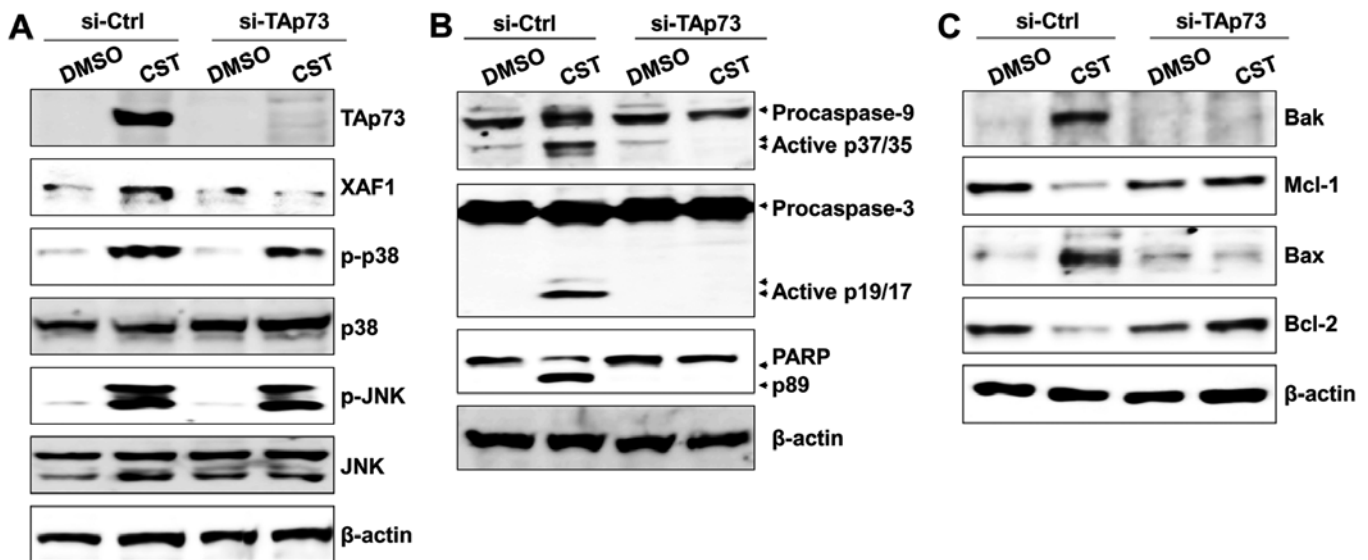 A
si-Ctrl si-TAp73
DMSO CST DMSO CST
TAp73
XAF1
p-p38
p38
p-JNK
JNK
β-actin
B
si-Ctrl si-TAp73
DMSO CST DMSO CST
Procaspase-9
Active p37/35
Procaspase-3
Active p19/17
PARP
p89
β-actin
C
si-Ctrl si-TAp73
DMSO CST DMSO CST
Bak
Mcl-1
Bax
Bcl-2
β-actin